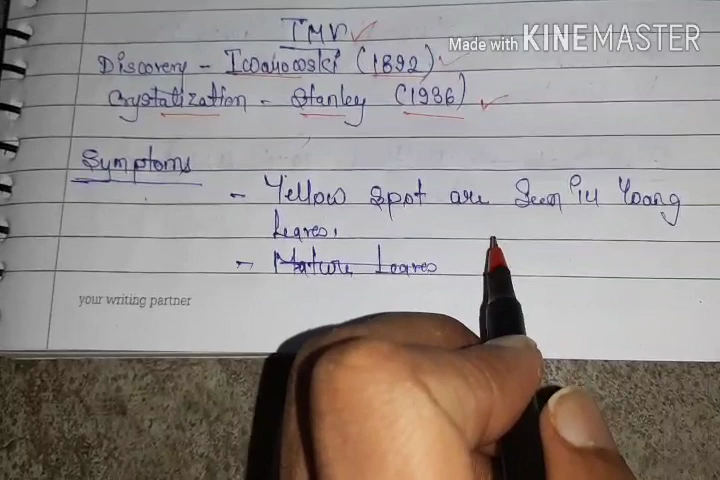 TMV
Made with KINEMASTER
Discovery - Iwanowski (1892)
Crystalization - Stanley (1936)
Symptoms
- Yellow spot are Seen in Young
Leaves.
- Mature Leaves
your writing partner